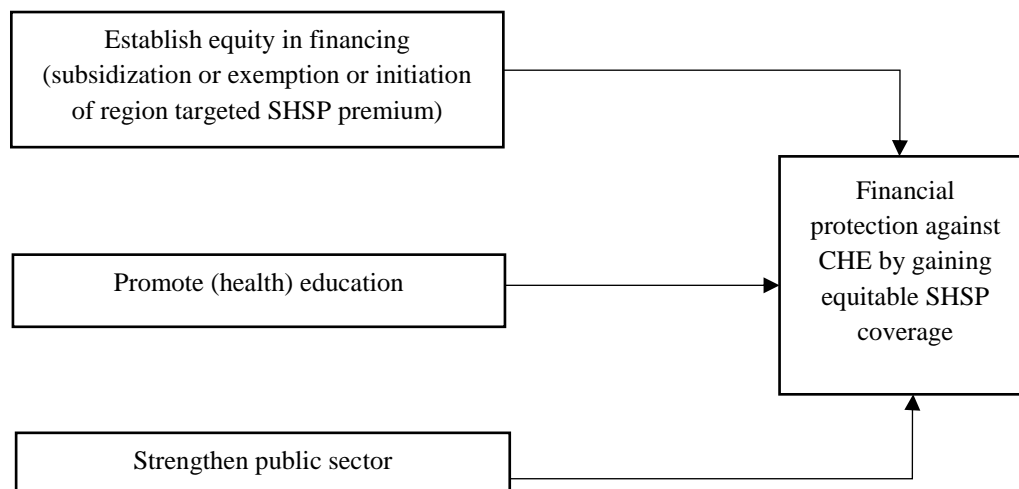 Establish equity in financing
(subsidization or exemption or initiation
of region targeted SHSP premium)
Financial
protection against
CHE by gaining
equitable SHSP
coverage
Promote (health) education
Strengthen public sector